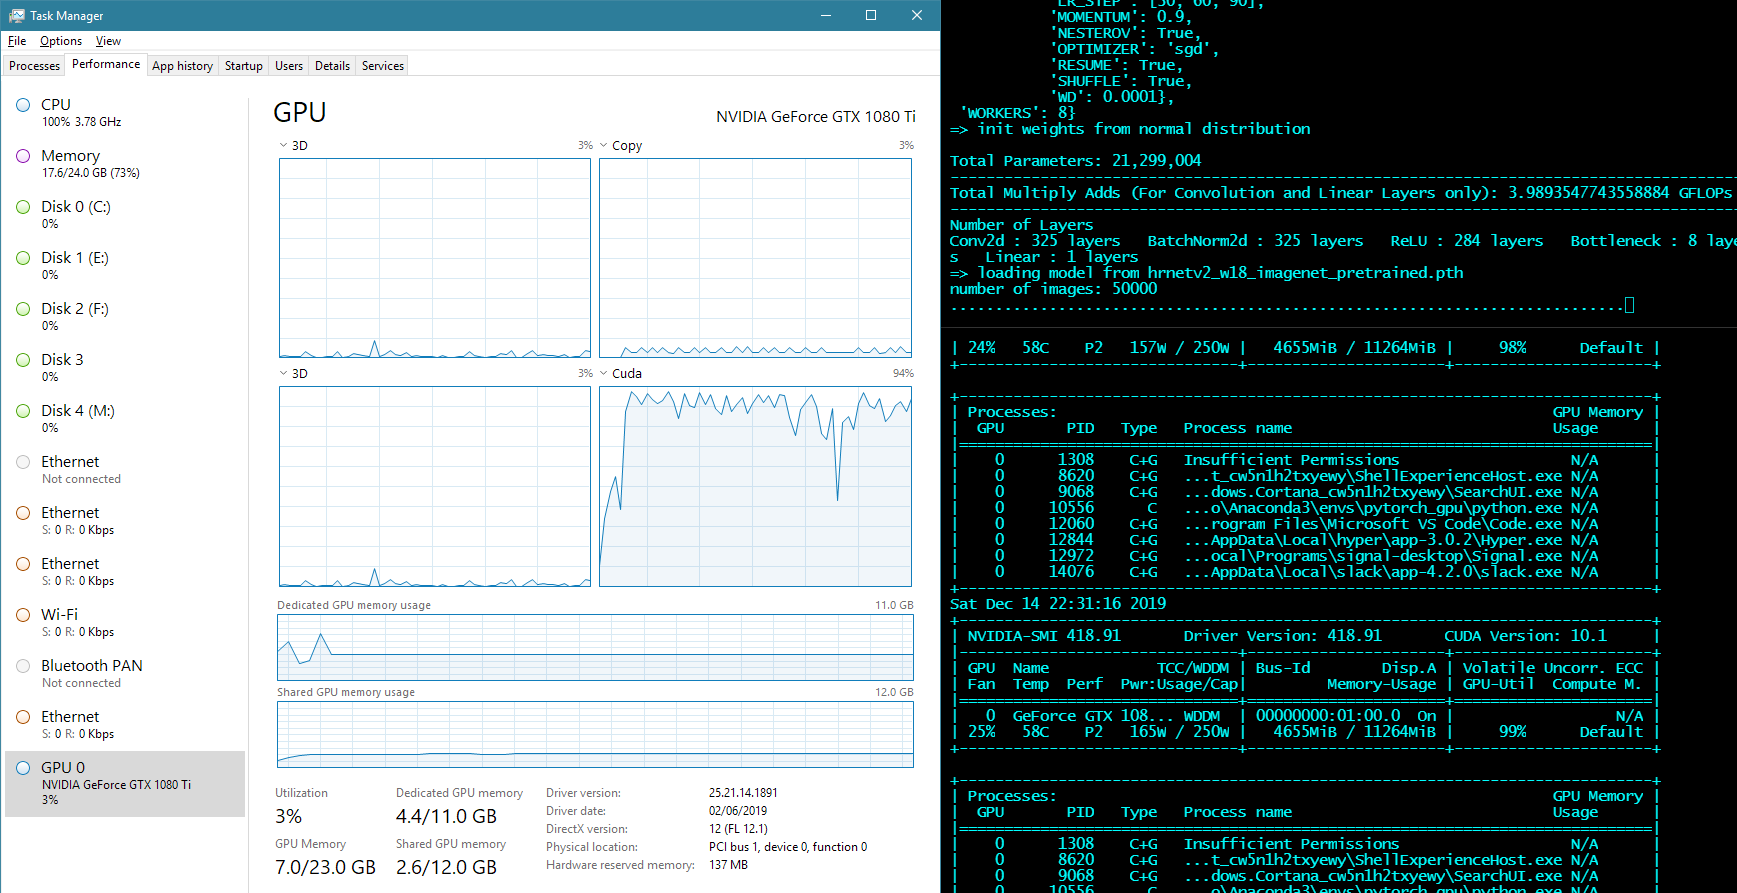 Task Manager
File Options View
Processes Performance App history Startup Users Details Services
CPU
100% 3.78 GHz
Memory
17.6/24.0 GB (73%)
Disk 0 (C:)
0%
Disk 1 (E:)
0%
Disk 2 (F:)
0%
Disk 3
0%
Disk 4 (M:)
0%
Ethernet
Not connected
Ethernet
S: 0 R: 0 Kbps
Ethernet
S: 0 R: 0 Kbps
Wi-Fi
S: 0 R: 0 Kbps
Bluetooth PAN
Not connected
Ethernet
S: 0 R: 0 Kbps
GPU 0
NVIDIA GeForce GTX 1080 Ti
3%
GPU NVIDIA GeForce GTX 1080 Ti
3D 3% Copy 3%
3D 3% Cuda 94%
Dedicated GPU memory usage 11.0 GB
Shared GPU memory usage 12.0 GB
Utilization
3%
Dedicated GPU memory
4.4/11.0 GB
GPU Memory
7.0/23.0 GB
Shared GPU memory
2.6/12.0 GB
Driver version: 25.21.14.1891
Driver date: 02/06/2019
DirectX version: 12 (FL 12.1)
Physical location: PCI bus 1, device 0, function 0
Hardware reserved memory: 137 MB
'LR_STEP': [30, 60, 90],
'MOMENTUM': 0.9,
'NESTEROV': True,
'OPTIMIZER': 'sgd',
'RESUME': True,
'SHUFFLE': True,
'WD': 0.0001},
'WORKERS': 8}
=> init weights from normal distribution
Total Parameters: 21,299,004
Total Multiply Adds (For Convolution and Linear Layers only): 3.9893547743558884 GFLOPs
Number of Layers
Conv2d : 325 layers BatchNorm2d : 325 layers ReLU : 284 layers Bottleneck : 8 laye
s Linear : 1 layers
=> loading model from hrnetv2_w18_imagenet_pretrained.pth
number of images: 50000
| 24% 58C P2 157W / 250W | 4655MiB / 11264MiB | 98% Default |
| Processes: GPU Memory |
| GPU PID Type Process name Usage |
| 0 1308 C+G Insufficient Permissions N/A |
| 0 8620 C+G ...t_cw5n1h2txyewy\ShellExperienceHost.exe N/A |
| 0 9068 C+G ...dows.Cortana_cw5n1h2txyewy\SearchUI.exe N/A |
| 0 10556 C ...o\Anaconda3\envs\pytorch_gpu\python.exe N/A |
| 0 12060 C+G ...rogram Files\Microsoft VS Code\Code.exe N/A |
| 0 12844 C+G ...AppData\Local\hyper\app-3.0.2\Hyper.exe N/A |
| 0 12972 C+G ...ocal\Programs\signal-desktop\Signal.exe N/A |
| 0 14076 C+G ...AppData\Local\slack\app-4.2.0\slack.exe N/A |
Sat Dec 14 22:31:16 2019
| NVIDIA-SMI 418.91 Driver Version: 418.91 CUDA Version: 10.1 |
| GPU Name TCC/WDDM | Bus-Id Disp.A | Volatile Uncorr. ECC |
| Fan Temp Perf Pwr:Usage/Cap| Memory-Usage | GPU-Util Compute M. |
| 0 GeForce GTX 108... WDDM | 00000000:01:00.0 On | N/A |
| 25% 58C P2 165W / 250W | 4655MiB / 11264MiB | 99% Default |
| Processes: GPU Memory |
| GPU PID Type Process name Usage |
| 0 1308 C+G Insufficient Permissions N/A |
| 0 8620 C+G ...t_cw5n1h2txyewy\ShellExperienceHost.exe N/A |
| 0 9068 C+G ...dows.Cortana_cw5n1h2txyewy\SearchUI.exe N/A |
| 0 10556 C ...o\Anaconda3\envs\pytorch_gpu\python.exe N/A |